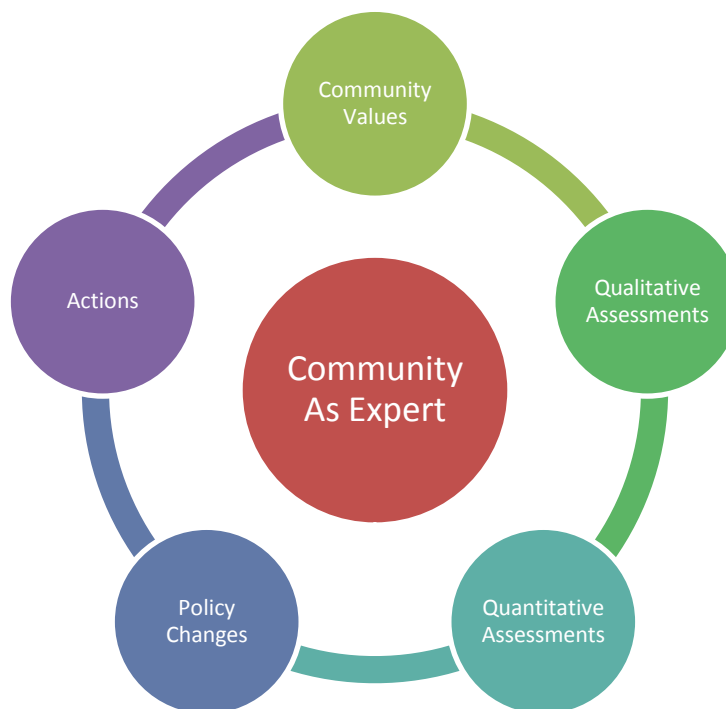 Community
Values
Qualitative
Assessments
Quantitative
Assessments
Policy
Changes
Actions
Community
As Expert